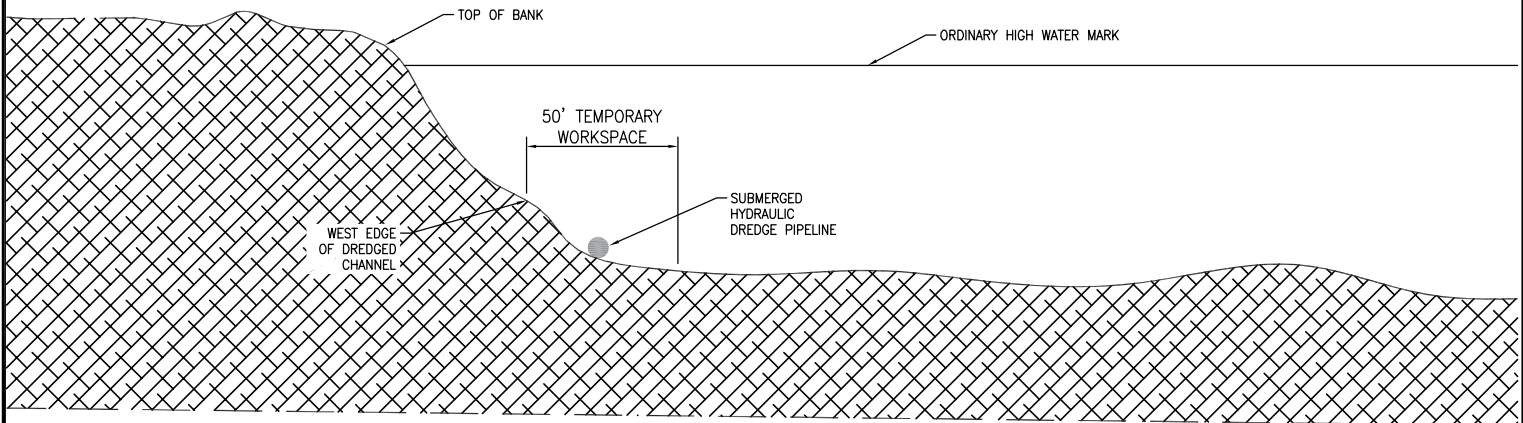 TOP OF BANK
ORDINARY HIGH WATER MARK
50' TEMPORARY
WORKSPACE
SUBMERGED
HYDRAULIC
DREDGE PIPELINE
WEST EDGE
OF DREDGED
CHANNEL